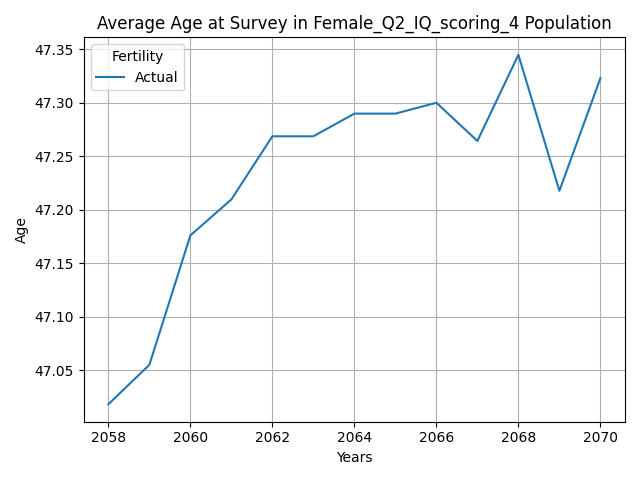 Average Age at Survey in Female_Q2_IQ_scoring_4 Population
Fertility
Actual
47.35
47.30
47.25
47.20
47.15
47.10
47.05
Age
2058 2060 2062 2064 2066 2068 2070
Years